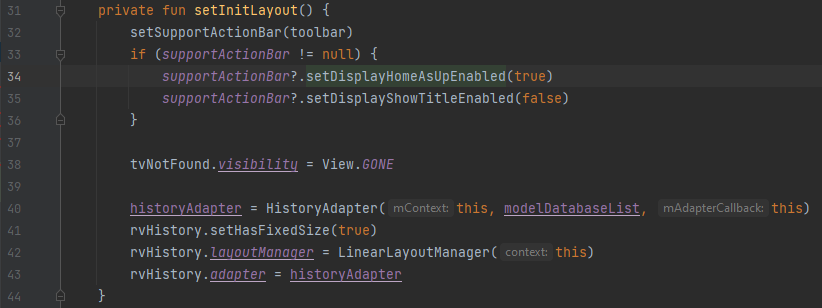 31 private fun setInitLayout() {
32 setSupportActionBar(toolbar)
33 if (supportActionBar != null) {
34 supportActionBar?.setDisplayHomeAsUpEnabled(true)
35 supportActionBar?.setDisplayShowTitleEnabled(false)
36 }
37
38 tvNotFound.visibility = View.GONE
39
40 historyAdapter = HistoryAdapter( mContext: this, modelDatabaseList, mAdapterCallback: this)
41 rvHistory.setHasFixedSize(true)
42 rvHistory.layoutManager = LinearLayoutManager( context: this)
43 rvHistory.adapter = historyAdapter
44 }